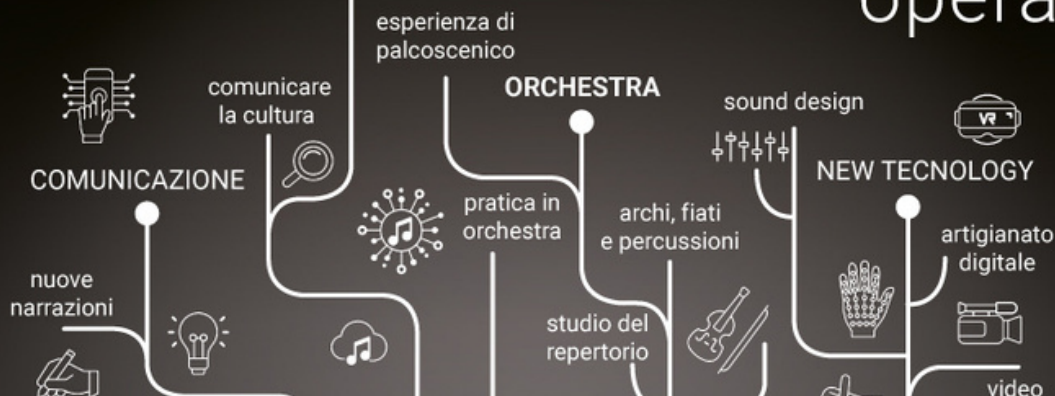 opera
esperienza di
palcoscenico
comunicare
la cultura
ORCHESTRA
sound design
VR
COMUNICAZIONE
NEW TECNOLOGY
pratica in
orchestra
archi, fiati
e percussioni
artigianato
digitale
nuove
narrazioni
studio del
repertorio
video